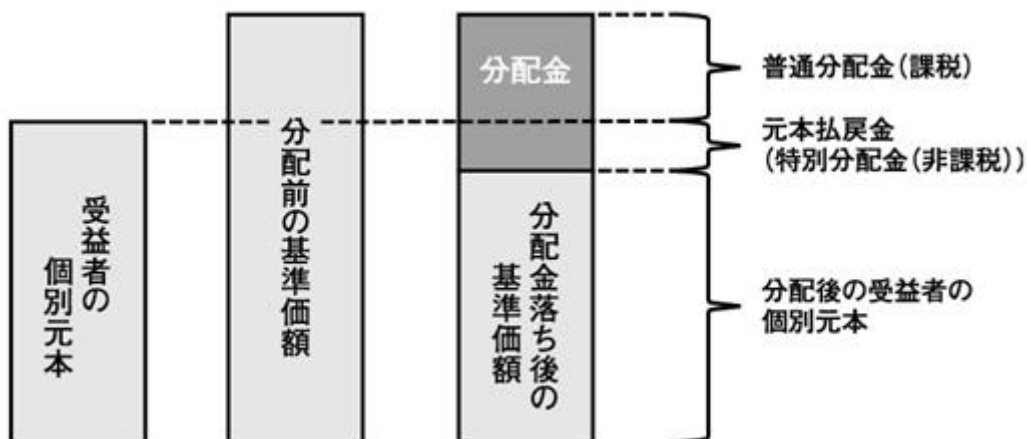 受益者の
個別元本
分配前の基準価額
分配金
分配金落ち後の
基準価額
普通分配金(課税)
元本払戻金
(特別分配金(非課税))
分配後の受益者の
個別元本